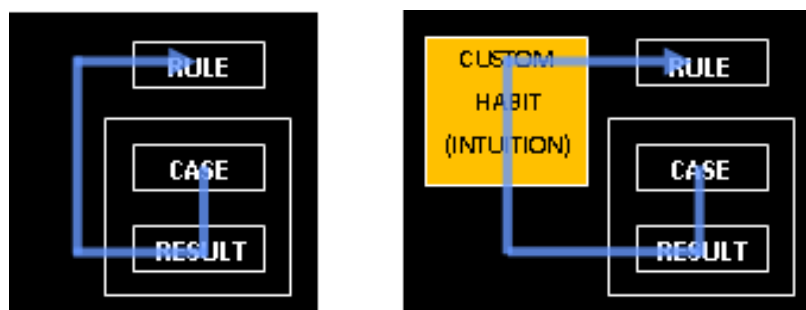 RULE
CASE
RESULT
CUSTOM
HABIT
(INTUITION)
RULE
CASE
RESULT